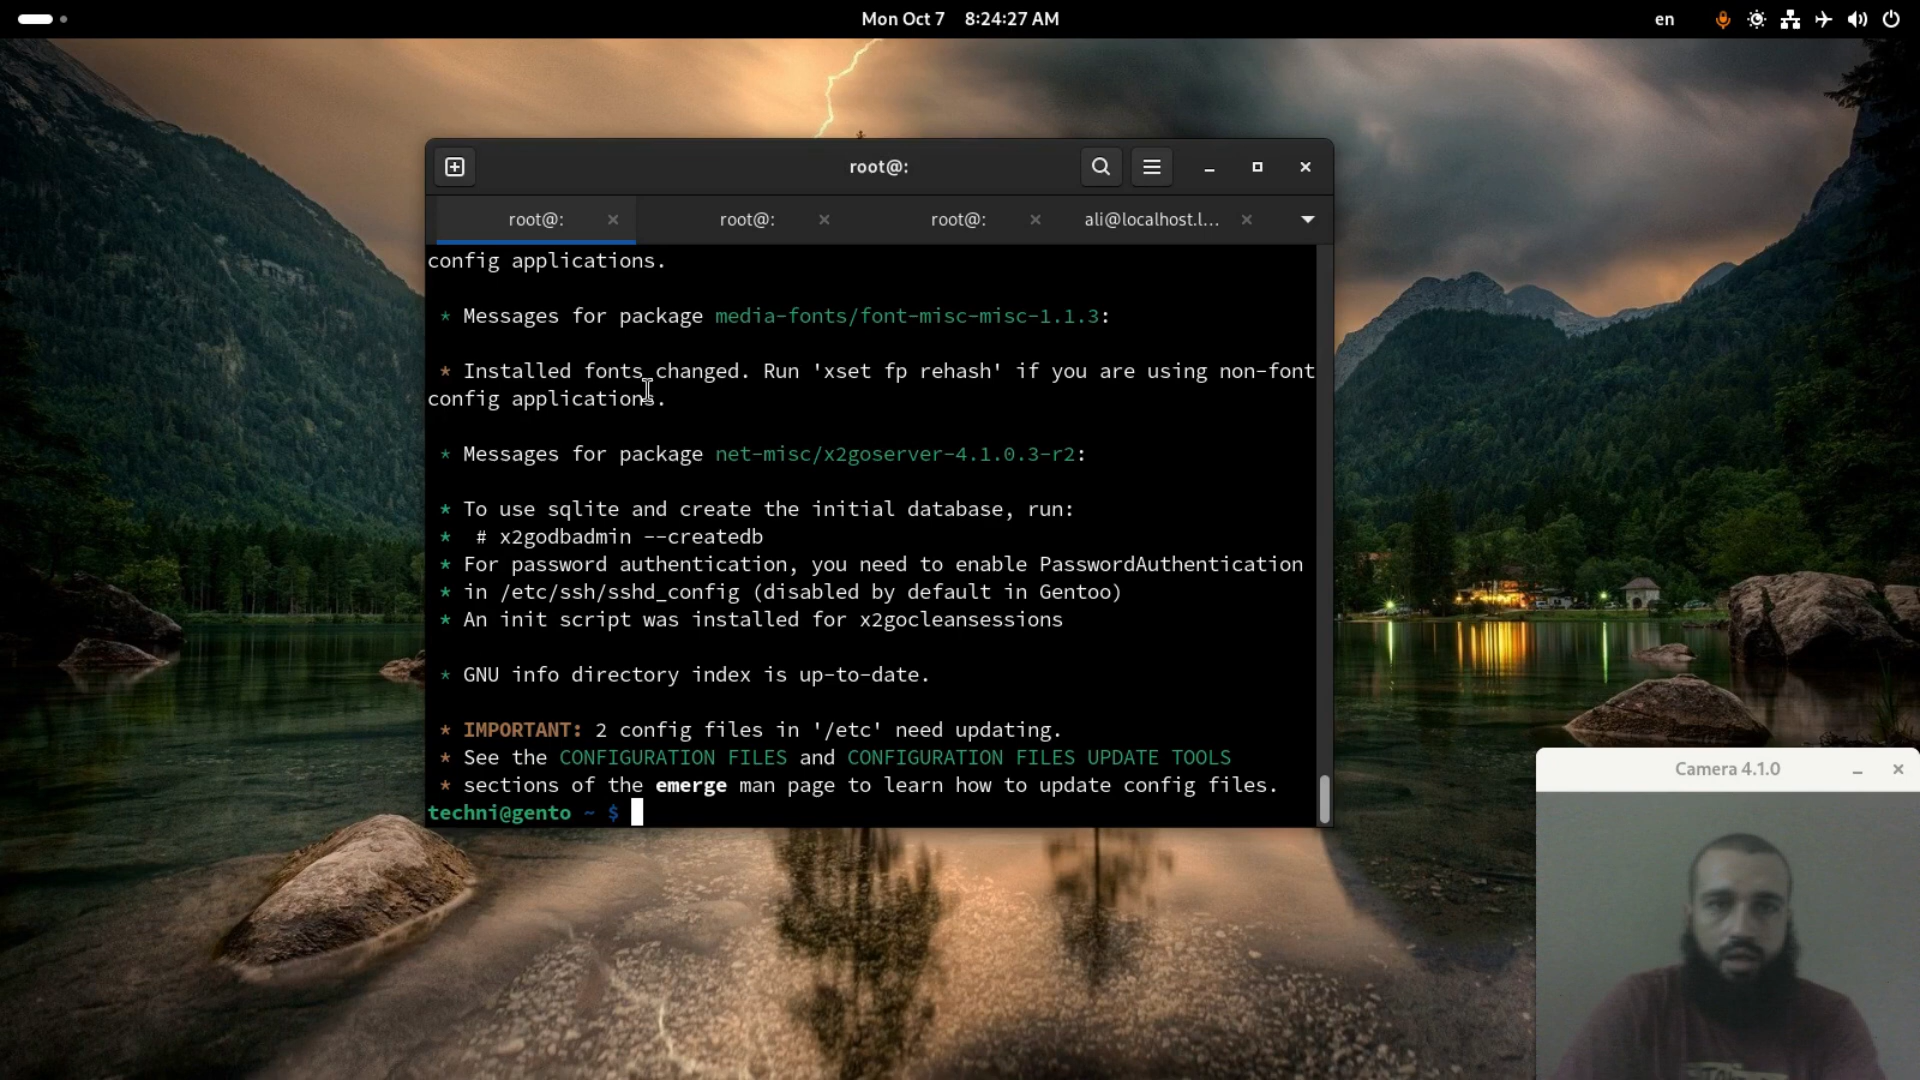 Mon Oct 7 8:24:27 AM
en
root@:
root@:
root@:
root@:
ali@localhost.l...
config applications.
* Messages for package media-fonts/font-misc-misc-1.1.3:
* Installed fonts changed. Run 'xset fp rehash' if you are using non-font
config applications.
* Messages for package net-misc/x2goserver-4.1.0.3-r2:
* To use sqlite and create the initial database, run:
*  # x2godbadmin --createdb
* For password authentication, you need to enable PasswordAuthentication
* in /etc/ssh/sshd_config (disabled by default in Gentoo)
* An init script was installed for x2gocleansessions
* GNU info directory index is up-to-date.
* IMPORTANT: 2 config files in '/etc' need updating.
* See the CONFIGURATION FILES and CONFIGURATION FILES UPDATE TOOLS
* sections of the emerge man page to learn how to update config files.
techni@gento ~ $
Camera 4.1.0